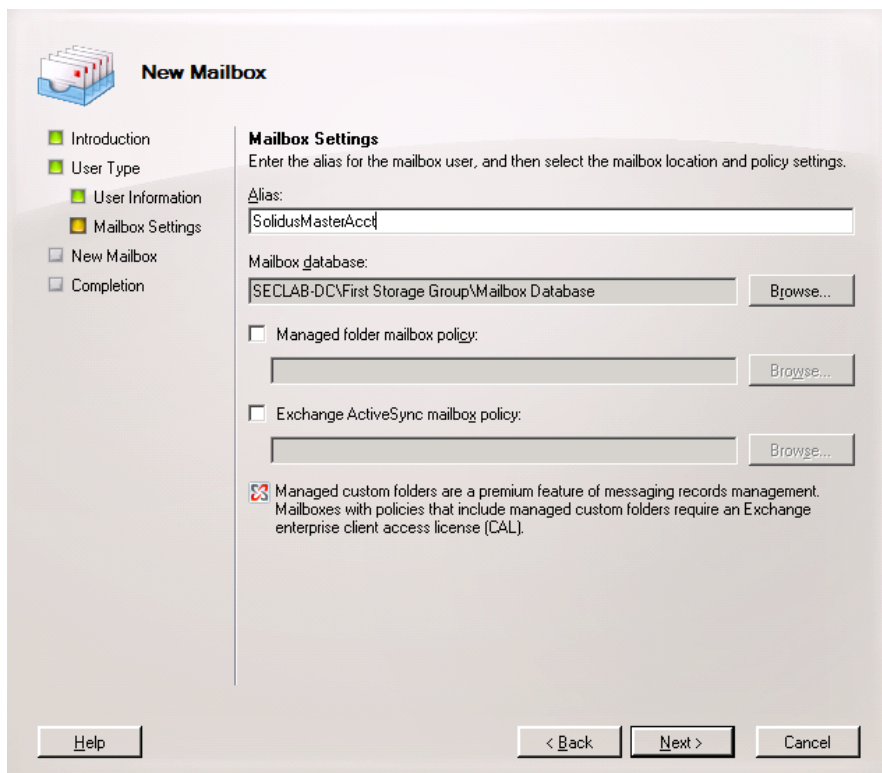 New Mailbox
Introduction
User Type
User Information
Mailbox Settings
New Mailbox
Completion
Mailbox Settings
Enter the alias for the mailbox user, and then select the mailbox location and policy settings.
Alias:
SolidusMasterAcct
Mailbox database:
SECLAB-DC\First Storage Group\Mailbox Database
Browse...
Managed folder mailbox policy:
Browse...
Exchange ActiveSync mailbox policy:
Browse...
Managed custom folders are a premium feature of messaging records management.
Mailboxes with policies that include managed custom folders require an Exchange
enterprise client access license (CAL).
Help
< Back
Next >
Cancel